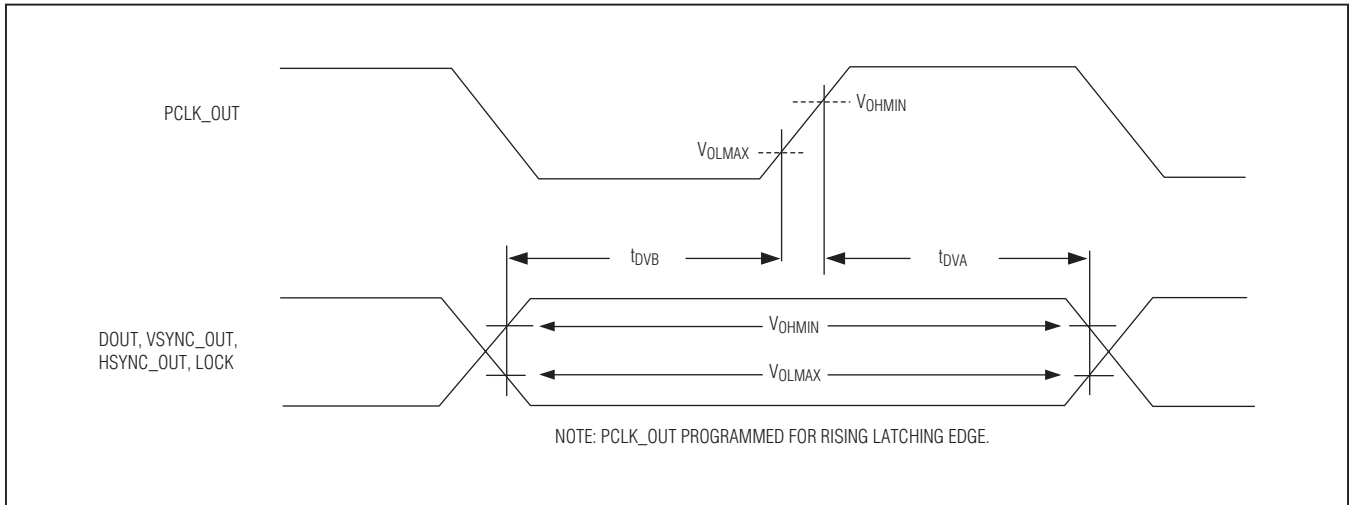 PCLK_OUT
VOHMIN
VOLMAX
tDVB
tDVA
DOUT, VSYNC_OUT,
HSYNC_OUT, LOCK
VOHMIN
VOLMAX
NOTE: PCLK_OUT PROGRAMMED FOR RISING LATCHING EDGE.